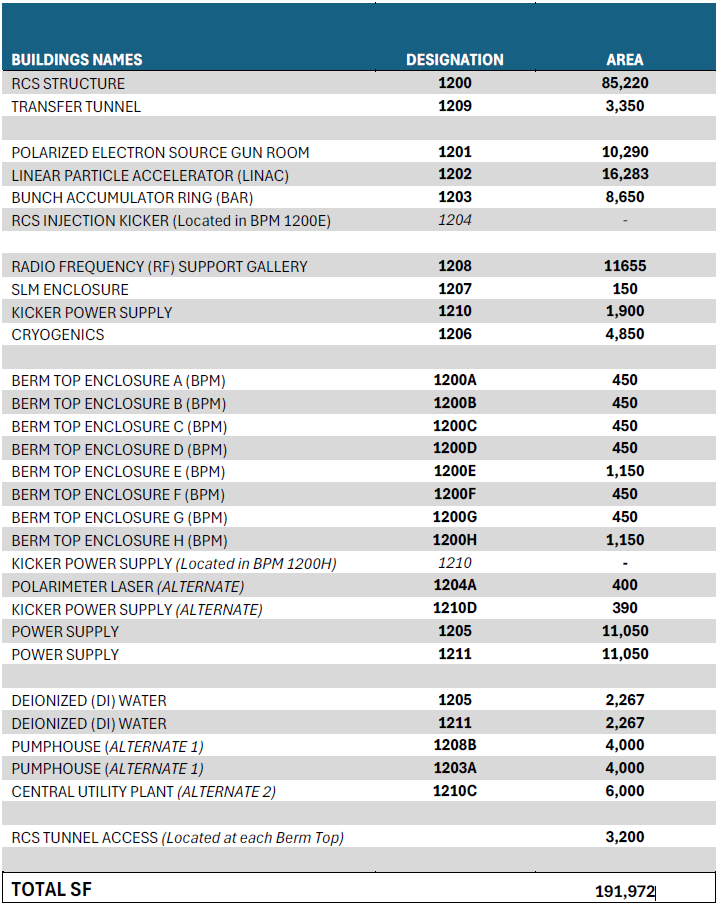 BUILDINGS NAMES DESIGNATION AREA
RCS STRUCTURE 1200 85,220
TRANSFER TUNNEL 1209 3,350
POLARIZED ELECTRON SOURCE GUN ROOM 1201 10,290
LINEAR PARTICLE ACCELERATOR (LINAC) 1202 16,283
BUNCH ACCUMULATOR RING (BAR) 1203 8,650
RCS INJECTION KICKER (Located in BPM 1200E) 1204 -
RADIO FREQUENCY (RF) SUPPORT GALLERY 1208 11655
SLM ENCLOSURE 1207 150
KICKER POWER SUPPLY 1210 1,900
CRYOGENICS 1206 4,850
BERM TOP ENCLOSURE A (BPM) 1200A 450
BERM TOP ENCLOSURE B (BPM) 1200B 450
BERM TOP ENCLOSURE C (BPM) 1200C 450
BERM TOP ENCLOSURE D (BPM) 1200D 450
BERM TOP ENCLOSURE E (BPM) 1200E 1,150
BERM TOP ENCLOSURE F (BPM) 1200F 450
BERM TOP ENCLOSURE G (BPM) 1200G 450
BERM TOP ENCLOSURE H (BPM) 1200H 1,150
KICKER POWER SUPPLY (Located in BPM 1200H) 1210 -
POLARIMETER LASER (ALTERNATE) 1204A 400
KICKER POWER SUPPLY (ALTERNATE) 1210D 390
POWER SUPPLY 1205 11,050
POWER SUPPLY 1211 11,050
DEIONIZED (DI) WATER 1205 2,267
DEIONIZED (DI) WATER 1211 2,267
PUMPHOUSE (ALTERNATE 1) 1208B 4,000
PUMPHOUSE (ALTERNATE 1) 1203A 4,000
CENTRAL UTILITY PLANT (ALTERNATE 2) 1210C 6,000
RCS TUNNEL ACCESS (Located at each Berm Top) 3,200
TOTAL SF 191,972